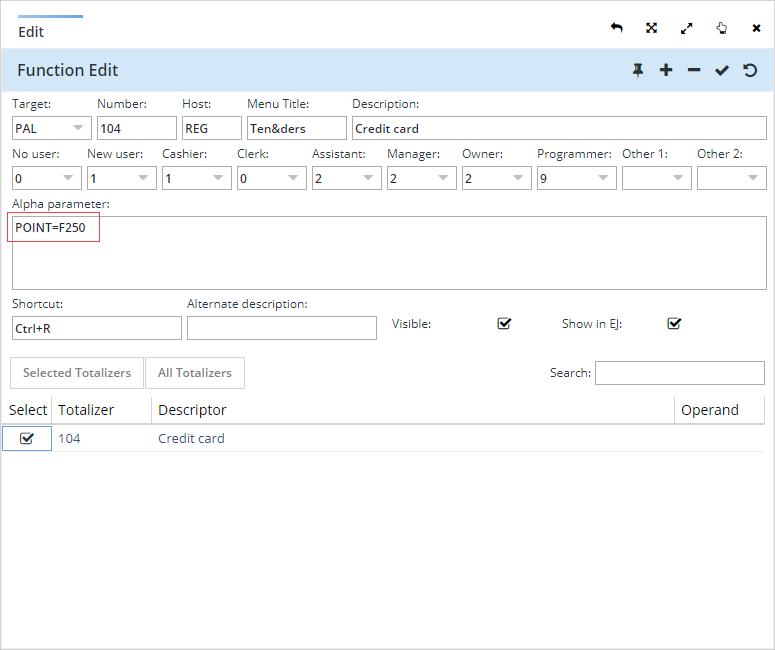 Edit
Function Edit
Target: Number: Host: Menu Title: Description:
PAL 104 REG Ten&ders Credit card
No user: New user: Cashier: Clerk: Assistant: Manager: Owner: Programmer: Other 1: Other 2:
0 1 1 0 2 2 2 9
Alpha parameter:
POINT=F250
Shortcut: Alternate description:
Ctrl+R Visible: Show in EJ:
Selected Totalizers All Totalizers Search:
Select Totalizer Descriptor Operand
104 Credit card